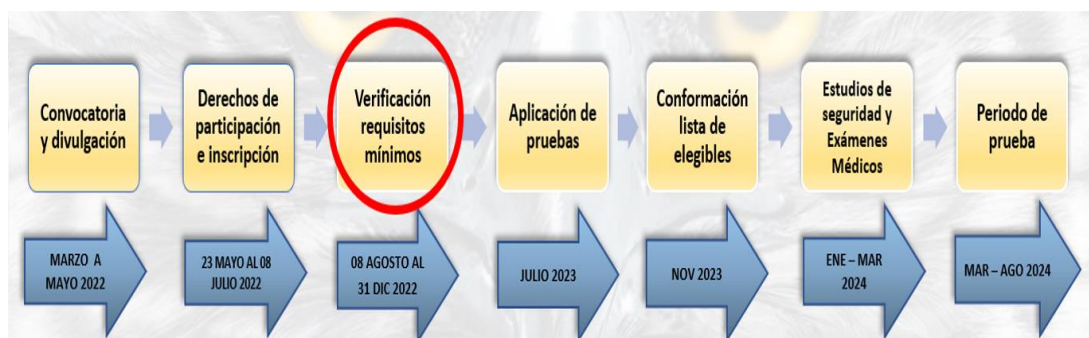 Convocatoria
y divulgación
Derechos de
participación
e inscripción
Verificación
requisitos
mínimos
Aplicación de
pruebas
Conformación
lista de
elegibles
Estudios de
seguridad y
Exámenes
Médicos
Periodo de
prueba
MARZO A
MAYO 2022
23 MAYO AL 08
JULIO 2022
08 AGOSTO AL
31 DIC 2022
JULIO 2023
NOV 2023
ENE – MAR
2024
MAR – AGO 2024